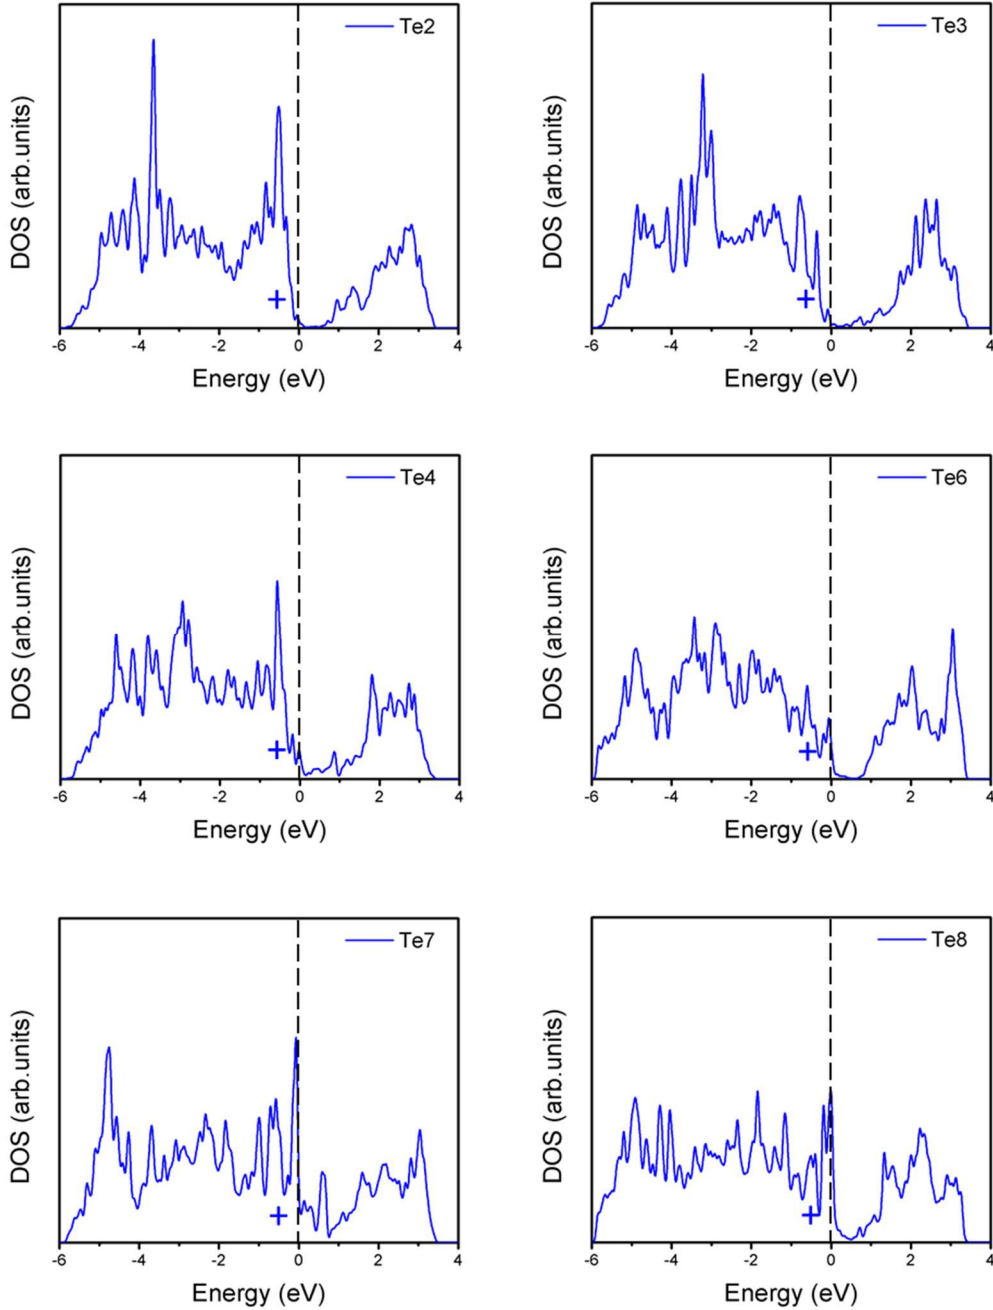 Te2
DOS (arb.units)
-6 -4 -2 0 2 4
Energy (eV)
Te3
DOS (arb.units)
-6 -4 -2 0 2 4
Energy (eV)
Te4
DOS (arb.units)
-6 -4 -2 0 2 4
Energy (eV)
Te6
DOS (arb.units)
-6 -4 -2 0 2 4
Energy (eV)
Te7
DOS (arb.units)
-6 -4 -2 0 2 4
Energy (eV)
Te8
DOS (arb.units)
-6 -4 -2 0 2 4
Energy (eV)